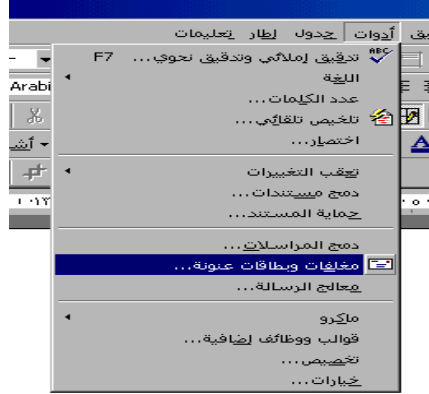 أدوات جدول إطار تعليمات
تدقيق إملائي وتدقيق نحوي... F7
اللغة
عدد الكلمات...
تلخيص تلقائي...
اختصار...
تعقب التغييرات
دمج مستندات...
حماية المستند...
دمج المراسلات...
مغلفات وبطاقات عنونة...
معالج الرسالة...
ماكرو
قوالب ووظائف إضافية...
تخصيص...
خيارات...
Arabi